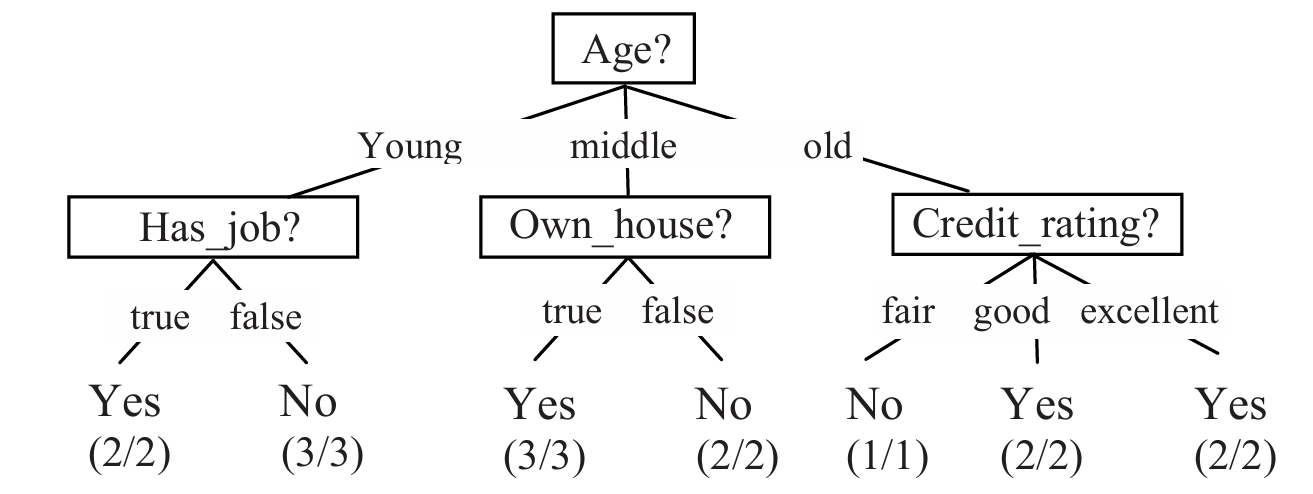 Age?
Young middle old
Has_job? Own_house? Credit_rating?
true false true false fair good excellent
Yes No Yes No No Yes Yes
(2/2) (3/3) (3/3) (2/2) (1/1) (2/2) (2/2)